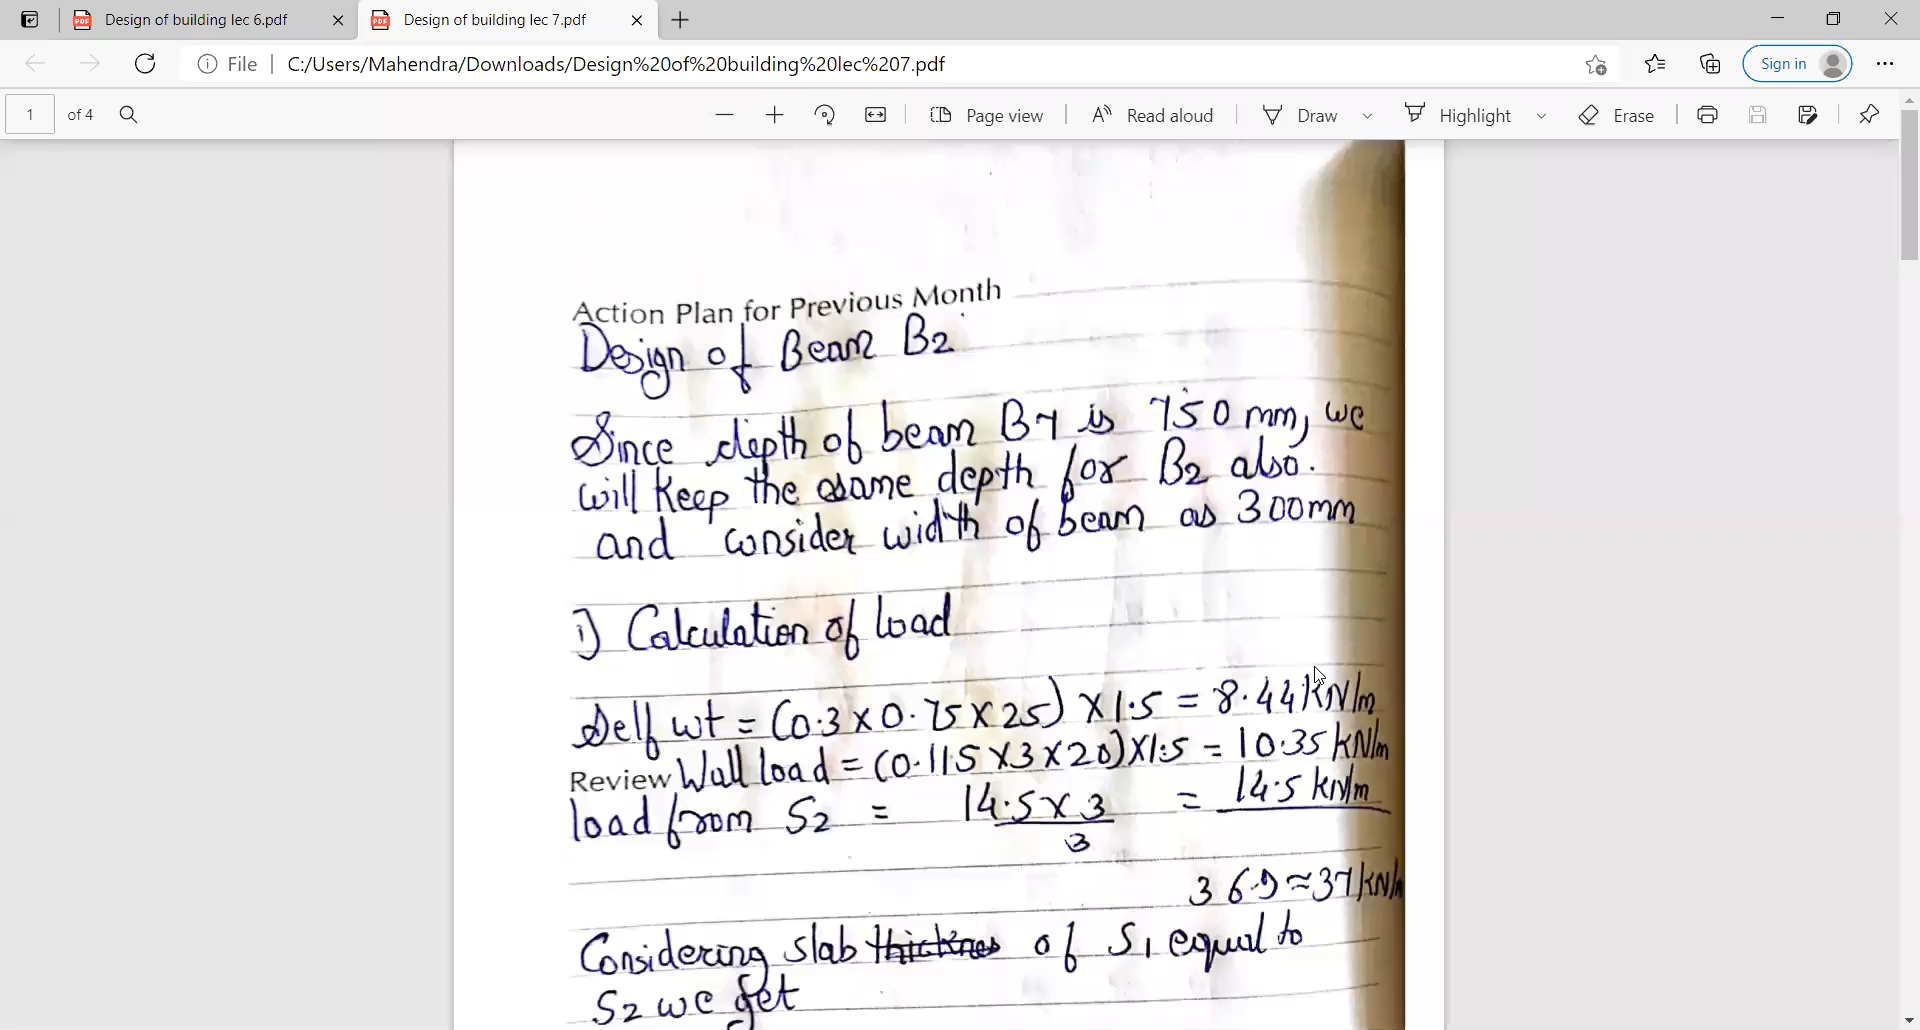 Design of building lec 6.pdf
Design of building lec 7.pdf
File
C:/Users/Mahendra/Downloads/Design%20of%20building%20lec%207.pdf
Sign in
1 of 4
Page view
Read aloud
Draw
Highlight
Erase
Action Plan for Previous Month
Design of Beam B2
Since depth of beam B7 is 750 mm, we
will Keep the same depth for B2 also.
and consider width of beam as 300mm
i) Calculation of load
Self wt = (0.3 x 0.75 x 25) x 1.5 = 8.44 KN/m
Review Wall load = (0.115 x 3 x 20) x 1.5 = 10.35 KN/m
load from S2 = 14.5 x 3 = 14.5 KN/m
3
36.9 ≈ 37 KN/
Considering slab thickness of S1 equal to
S2 we get